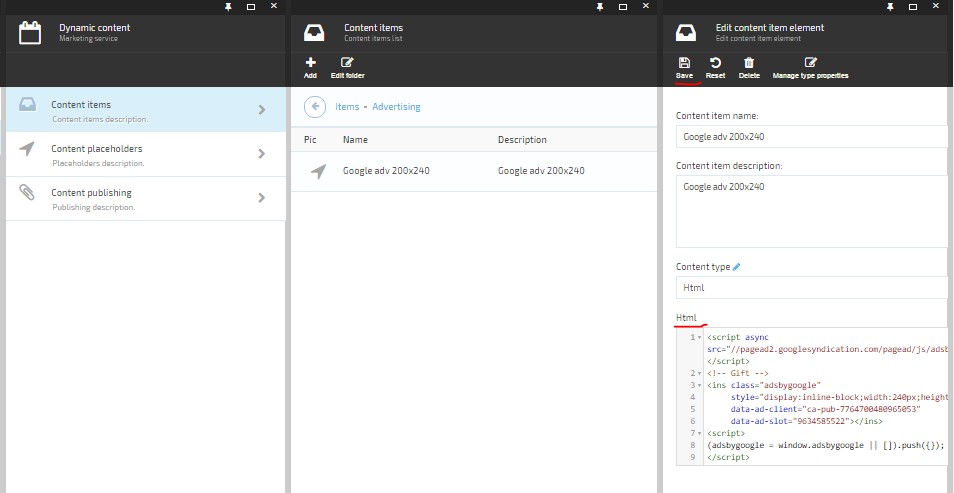 Dynamic content
Marketing service
Content items
Content items description.
Content placeholders
Placeholders description.
Content publishing
Publishing description.
Content items
Content items list
Add
Edit folder
Items • Advertising
Pic Name Description
Google adv 200x240 Google adv 200x240
Edit content item element
Edit content item element
Save Reset Delete Manage type properties
Content item name:
Google adv 200x240
Content item description:
Google adv 200x240
Content type
Html
Html
1 <script async
src="//pagead2.googlesyndication.com/pagead/js/adsb
</script>
2 <!-- Gift -->
3 <ins class="adsbygoogle"
4 style="display:inline-block;width:240px;height
5 data-ad-client="ca-pub-7764700480965053"
6 data-ad-slot="9634585522"></ins>
7 <script>
8 (adsbygoogle = window.adsbygoogle || []).push({});
9 </script>